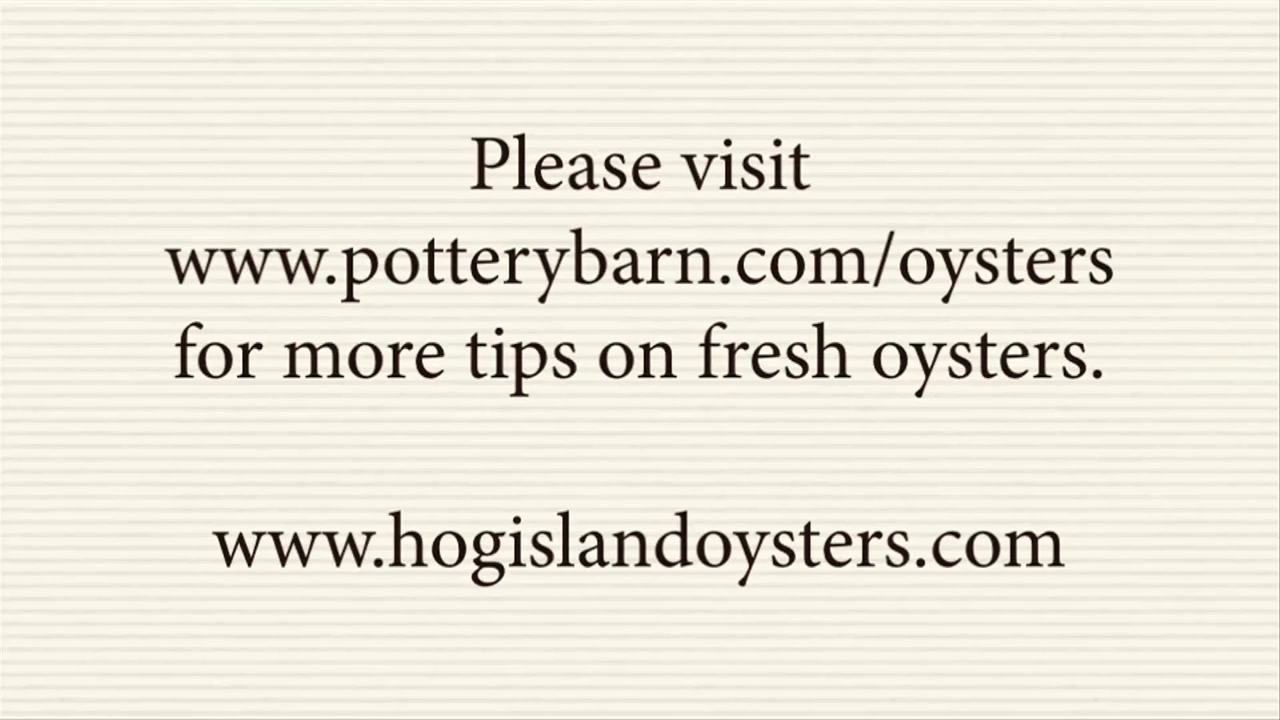 Please visit
www.potterybarn.com/oysters
for more tips on fresh oysters.
www.hogislandoysters.com